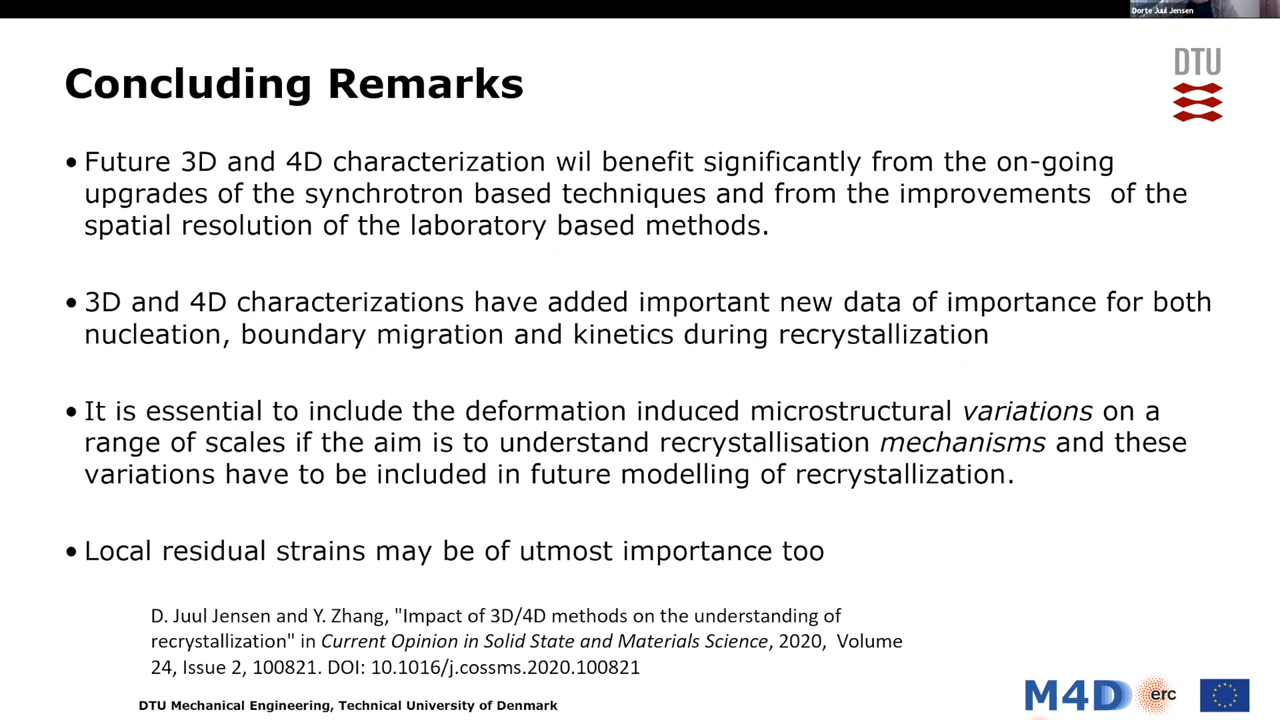 Dorte Juul Jensen
DTU
Concluding Remarks
• Future 3D and 4D characterization wil benefit significantly from the on-going
upgrades of the synchrotron based techniques and from the improvements of the
spatial resolution of the laboratory based methods.
• 3D and 4D characterizations have added important new data of importance for both
nucleation, boundary migration and kinetics during recrystallization
• It is essential to include the deformation induced microstructural variations on a
range of scales if the aim is to understand recrystallisation mechanisms and these
variations have to be included in future modelling of recrystallization.
• Local residual strains may be of utmost importance too
D. Juul Jensen and Y. Zhang, "Impact of 3D/4D methods on the understanding of
recrystallization" in Current Opinion in Solid State and Materials Science, 2020, Volume
24, Issue 2, 100821. DOI: 10.1016/j.cossms.2020.100821
DTU Mechanical Engineering, Technical University of Denmark
M4D erc